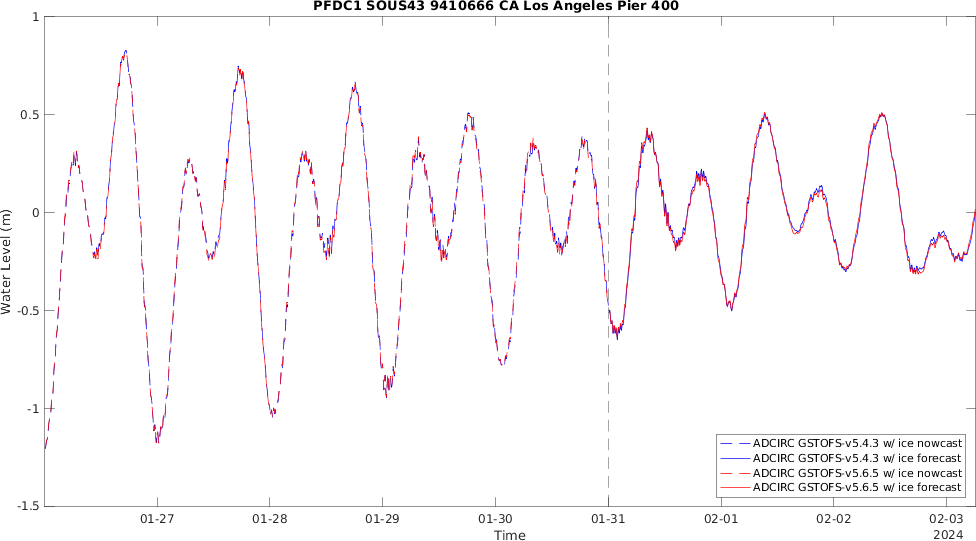 PFDC1 SOUS43 9410666 CA Los Angeles Pier 400
1
0.5
0
-0.5
-1
-1.5
Water Level (m)
ADCIRC GSTOFS-v5.4.3 w/ ice nowcast
ADCIRC GSTOFS-v5.4.3 w/ ice forecast
ADCIRC GSTOFS-v5.6.5 w/ ice nowcast
ADCIRC GSTOFS-v5.6.5 w/ ice forecast
01-27 01-28 01-29 01-30 01-31 02-01 02-02 02-03
Time 2024